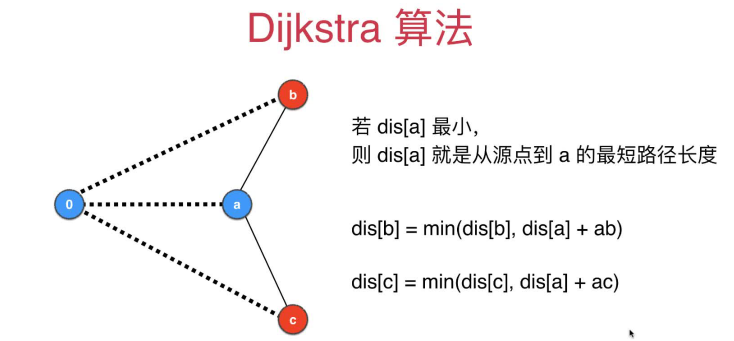 Dijkstra 算法
b
若 dis[a] 最小，
则 dis[a] 就是从源点到 a 的最短路径长度
0
a
dis[b] = min(dis[b], dis[a] + ab)
dis[c] = min(dis[c], dis[a] + ac)
c